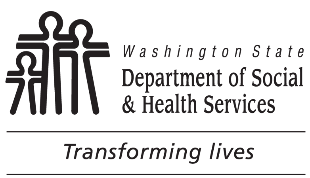 Washington State
Department of Social
& Health Services
Transforming lives